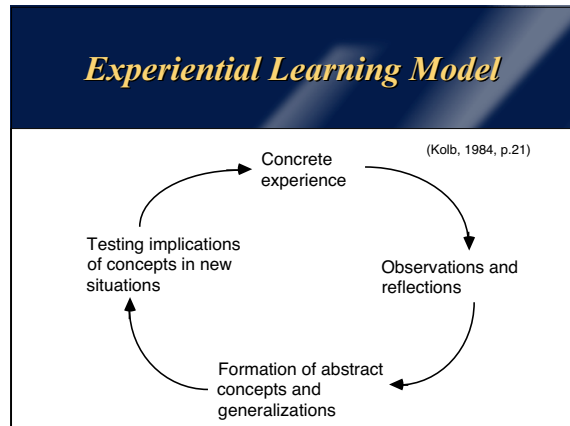 Experiential Learning Model
(Kolb, 1984, p.21)
Concrete
experience
Observations and
reflections
Formation of abstract
concepts and
generalizations
Testing implications
of concepts in new
situations